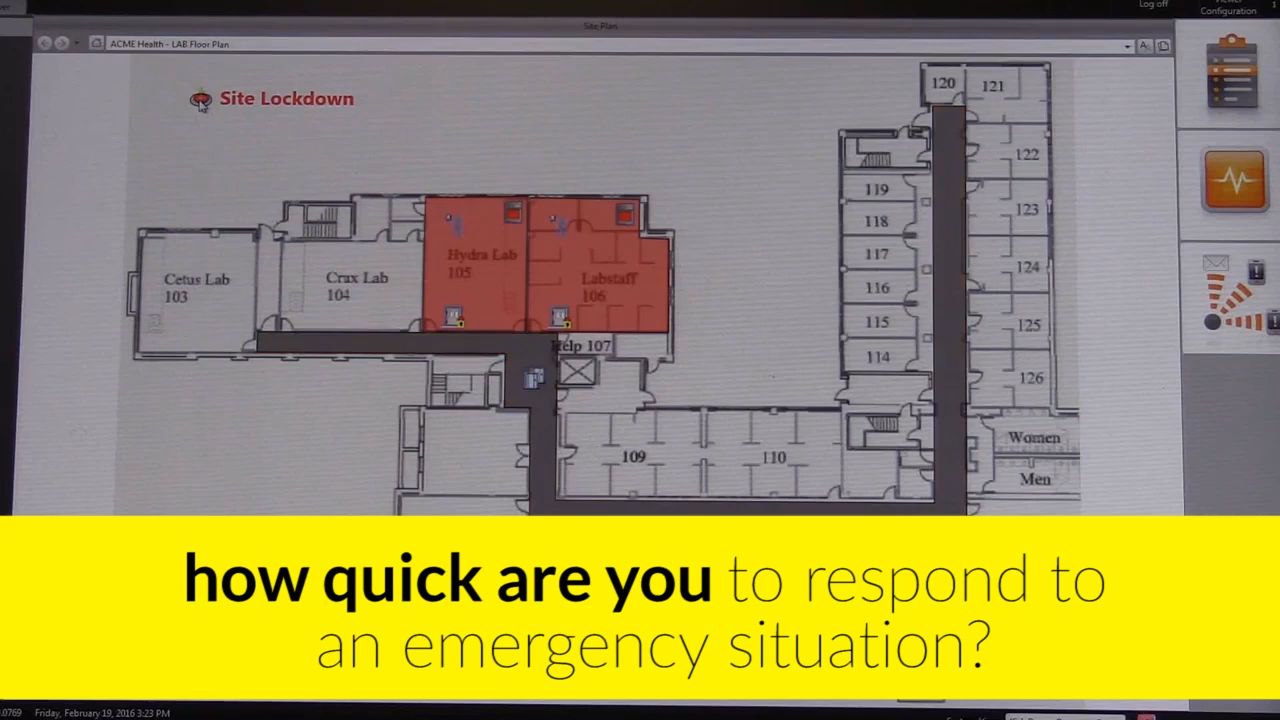 Log off
Configuration
Site Plan
ACME Health - LAB Floor Plan
Site Lockdown
120
121
122
119
118
123
117
Hydra Lab
105
Cetus Lab
103
Crux Lab
104
Labstaff
106
124
116
115
125
Help 107
114
126
Women
109
110
Men
how quick are you to respond to
an emergency situation?
.0769 Friday, February 19, 2016 3:23 PM